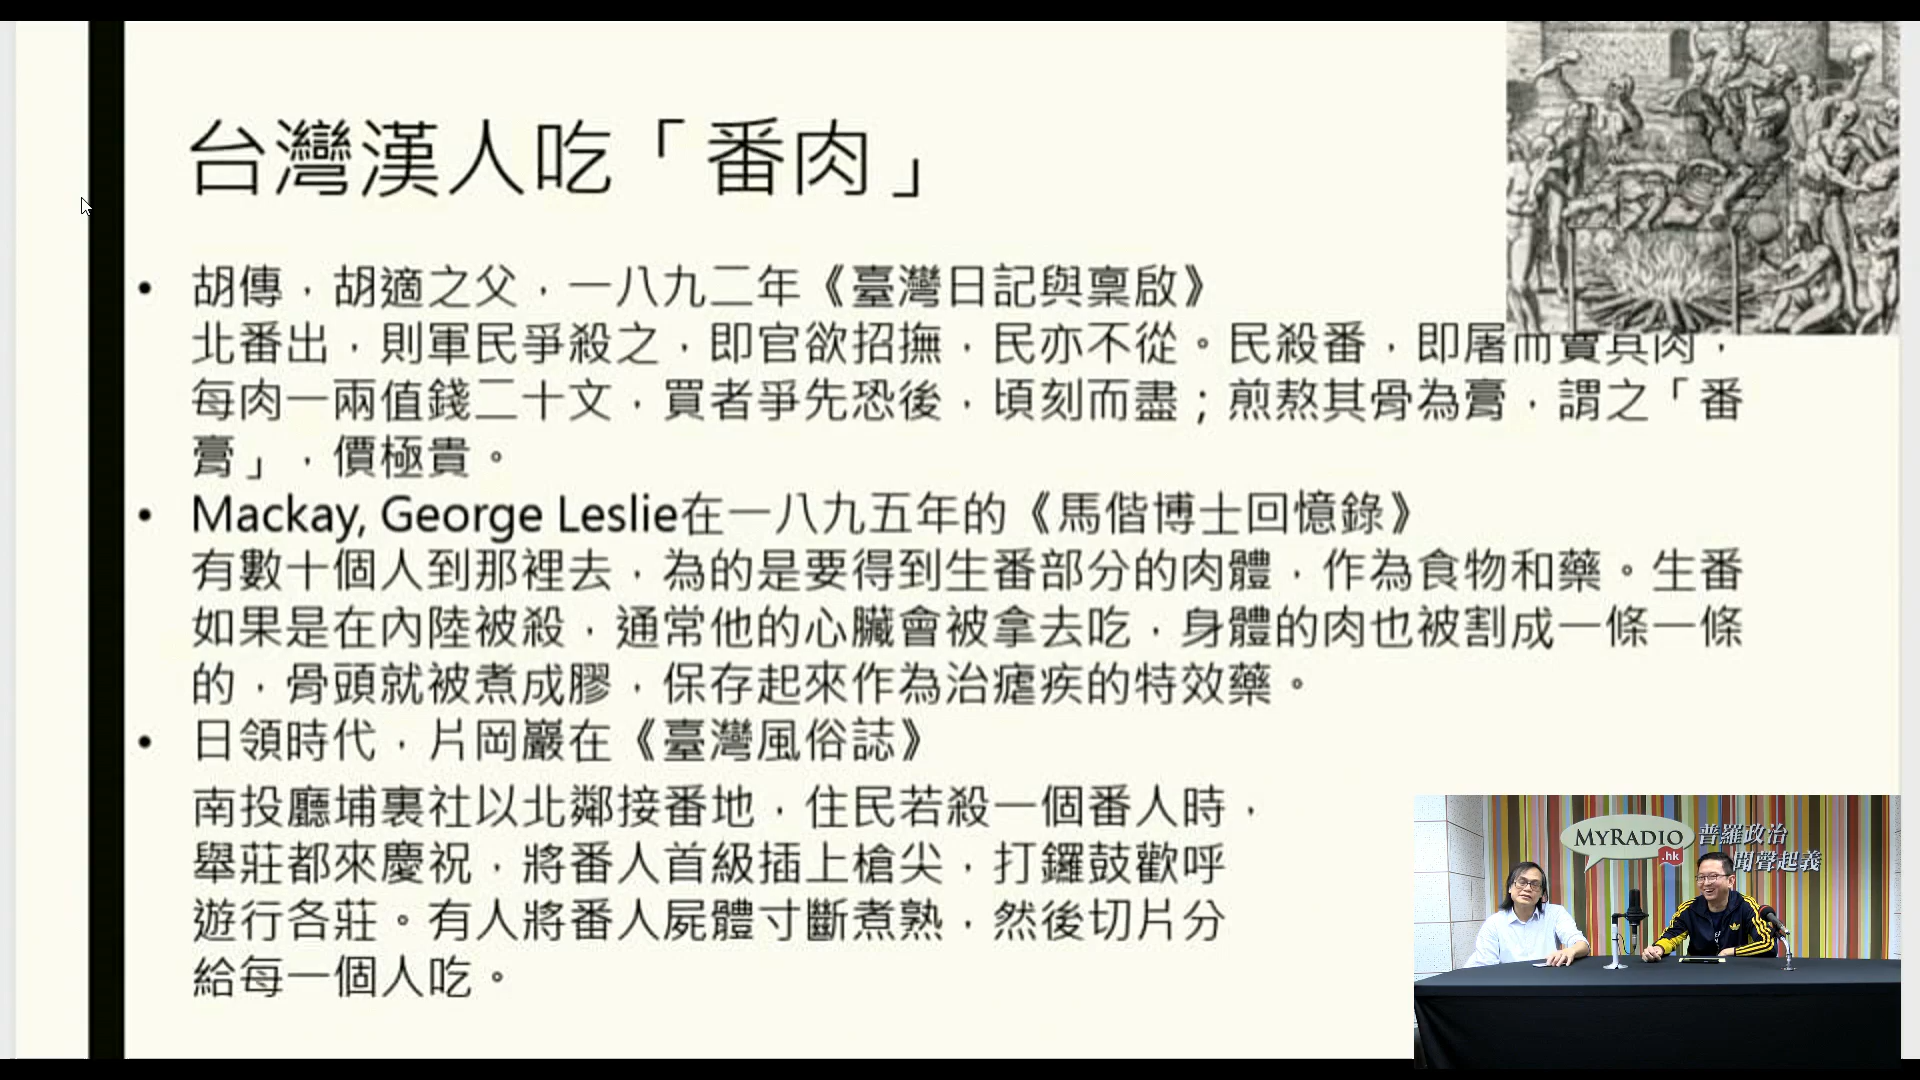 台灣漢人吃「番肉」
• 胡傳，胡適之父，一八九二年《臺灣日記與稟啟》
北番出，則軍民爭殺之，即官欲招撫，民亦不從。民殺番，即屠而賣其肉，
每肉一兩值錢二十文，買者爭先恐後，頃刻而盡；煎熬其骨為膏，謂之「番
膏」，價極貴。
• Mackay, George Leslie在一八九五年的《馬偕博士回憶錄》
有數十個人到那裡去，為的是要得到生番部分的肉體，作為食物和藥。生番
如果是在內陸被殺，通常他的心臟會被拿去吃，身體的肉也被割成一條一條
的，骨頭就被煮成膠，保存起來作為治瘧疾的特效藥。
• 日領時代，片岡巖在《臺灣風俗誌》
南投廳埔裏社以北鄰接番地，住民若殺一個番人時，
舉莊都來慶祝，將番人首級插上槍尖，打鑼鼓歡呼
遊行各莊。有人將番人屍體寸斷煮熟，然後切片分
給每一個人吃。
MYRADIO.hk
普羅政治
聞聲起義